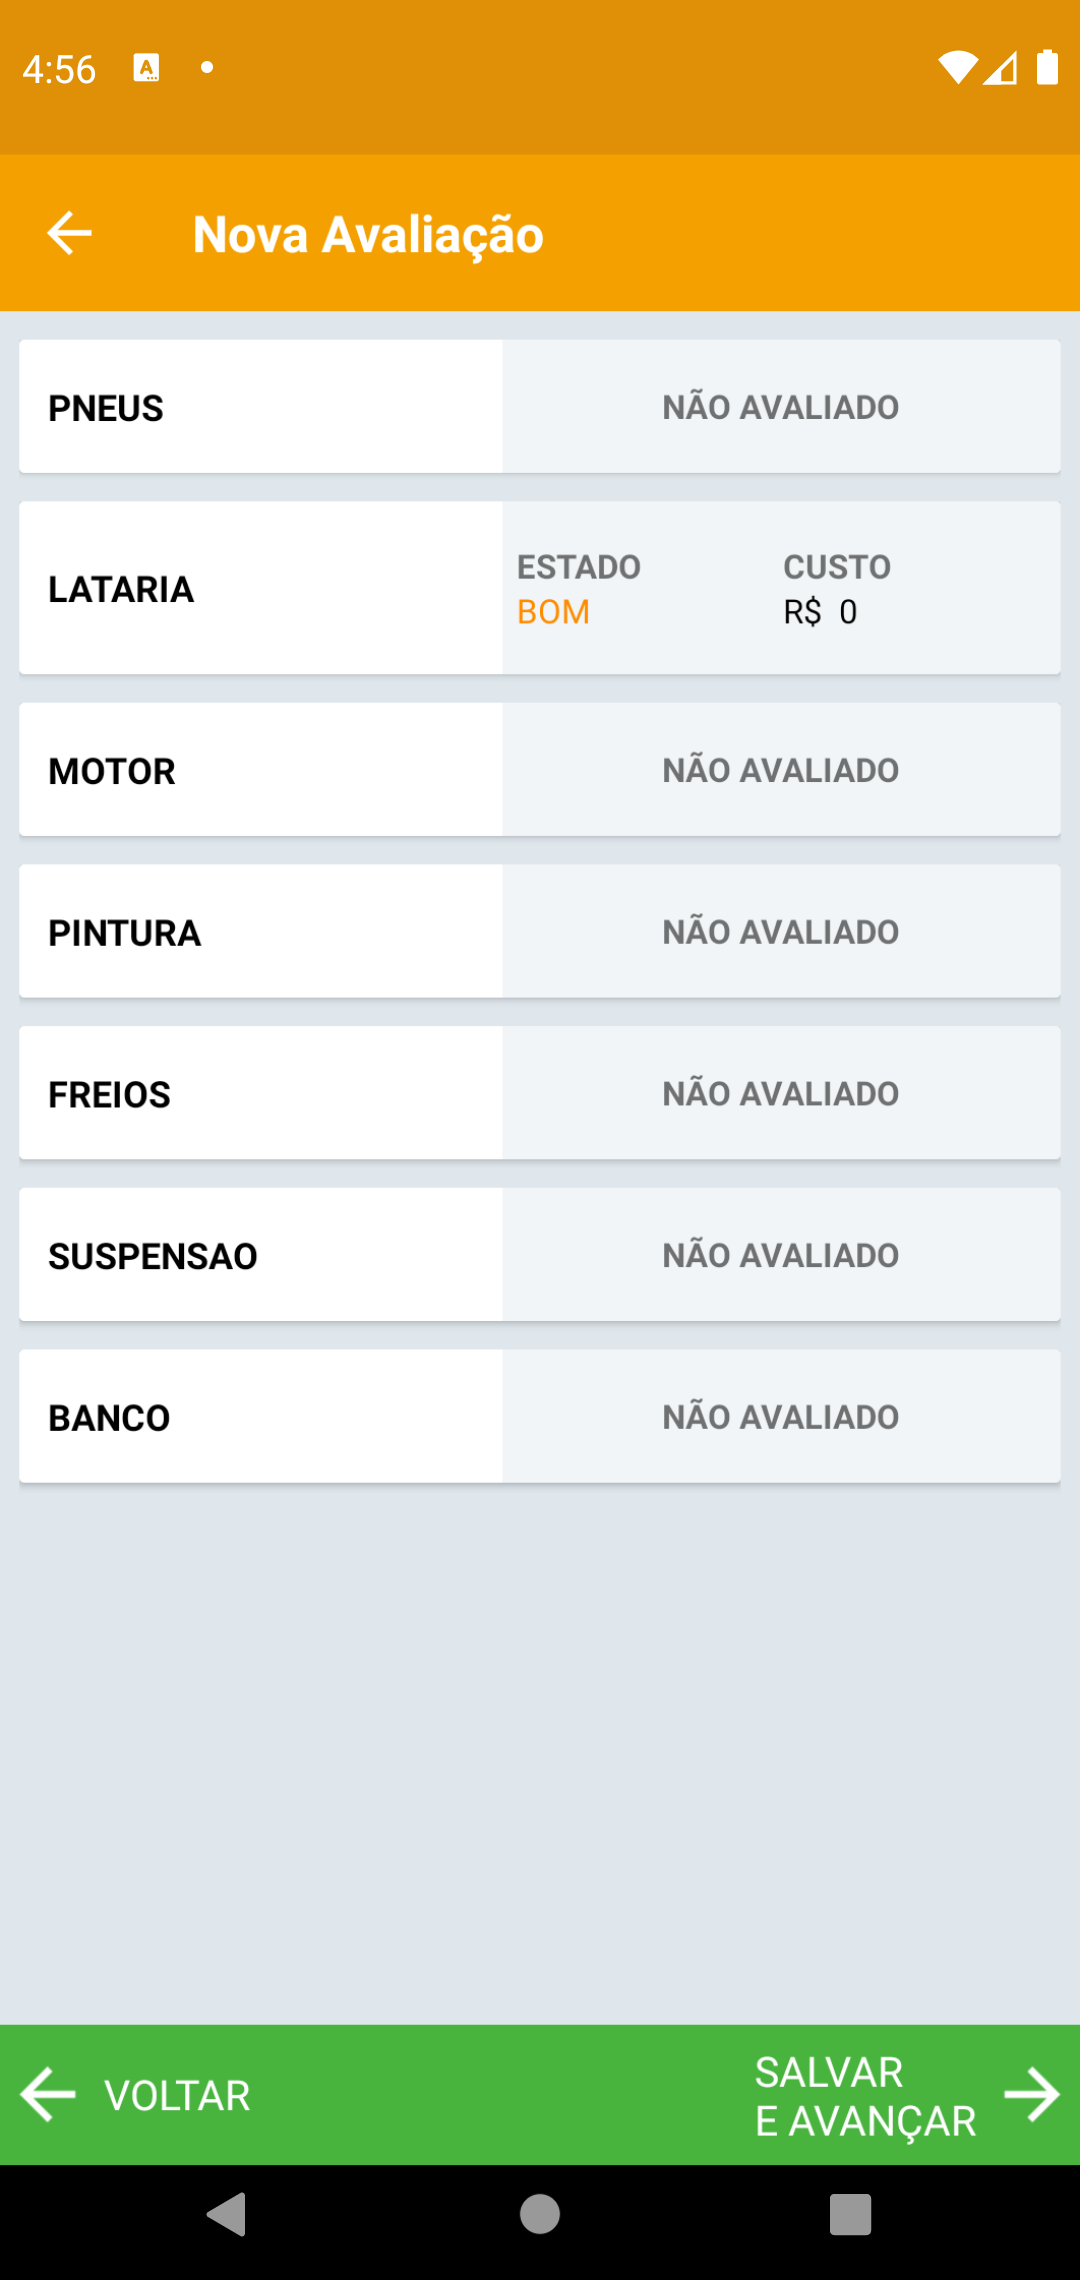 4:56
Nova Avaliação
PNEUS NÃO AVALIADO
LATARIA
ESTADO CUSTO
BOM R$ 0
MOTOR NÃO AVALIADO
PINTURA NÃO AVALIADO
FREIOS NÃO AVALIADO
SUSPENSAO NÃO AVALIADO
BANCO NÃO AVALIADO
VOLTAR
SALVAR
E AVANÇAR